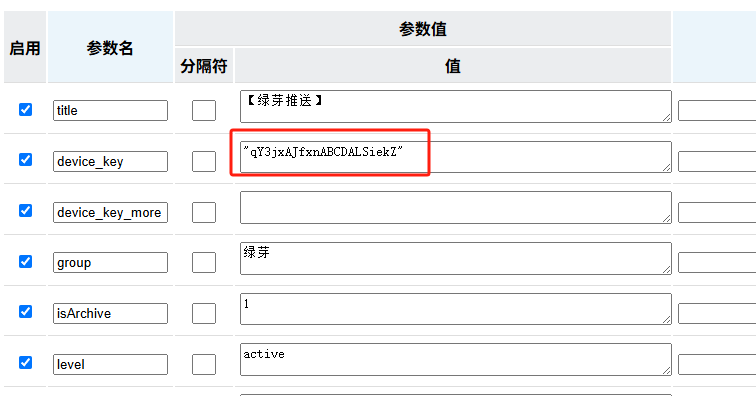 启用 参数名 参数值
分隔符 值
title 【绿芽推送】
device_key "qY3jxAJfxnABCDALSiekZ"
device_key_more
group 绿芽
isArchive 1
level active